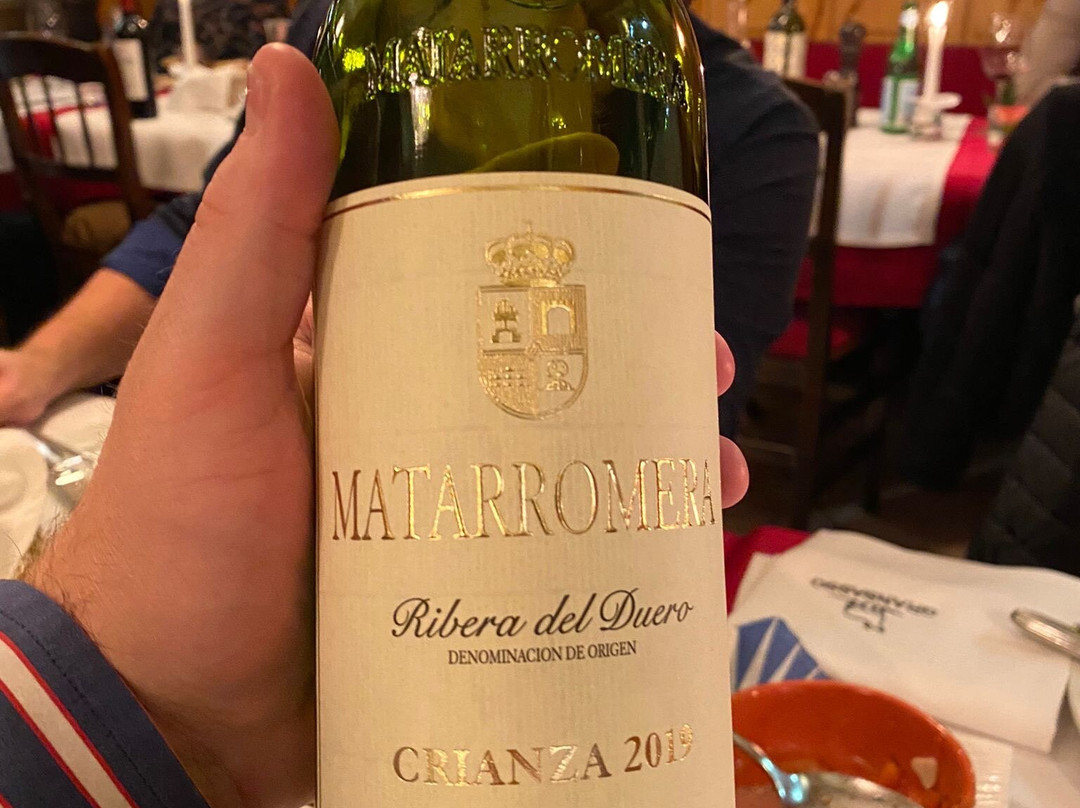 MATARROMERA
MATARROMERA
Ribera del Duero
DENOMINACION DE ORIGEN
CRIANZA 2019